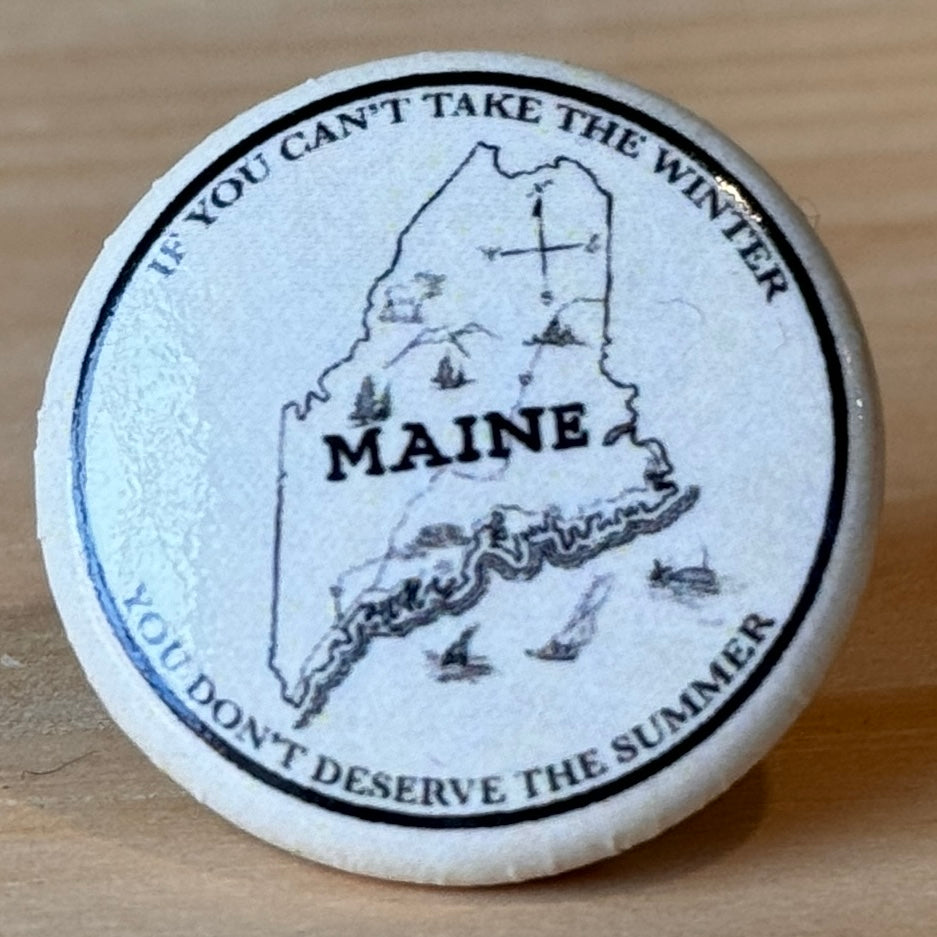 IF YOU CAN'T TAKE THE WINTER
MAINE
YOU DON'T DESERVE THE SUMMER